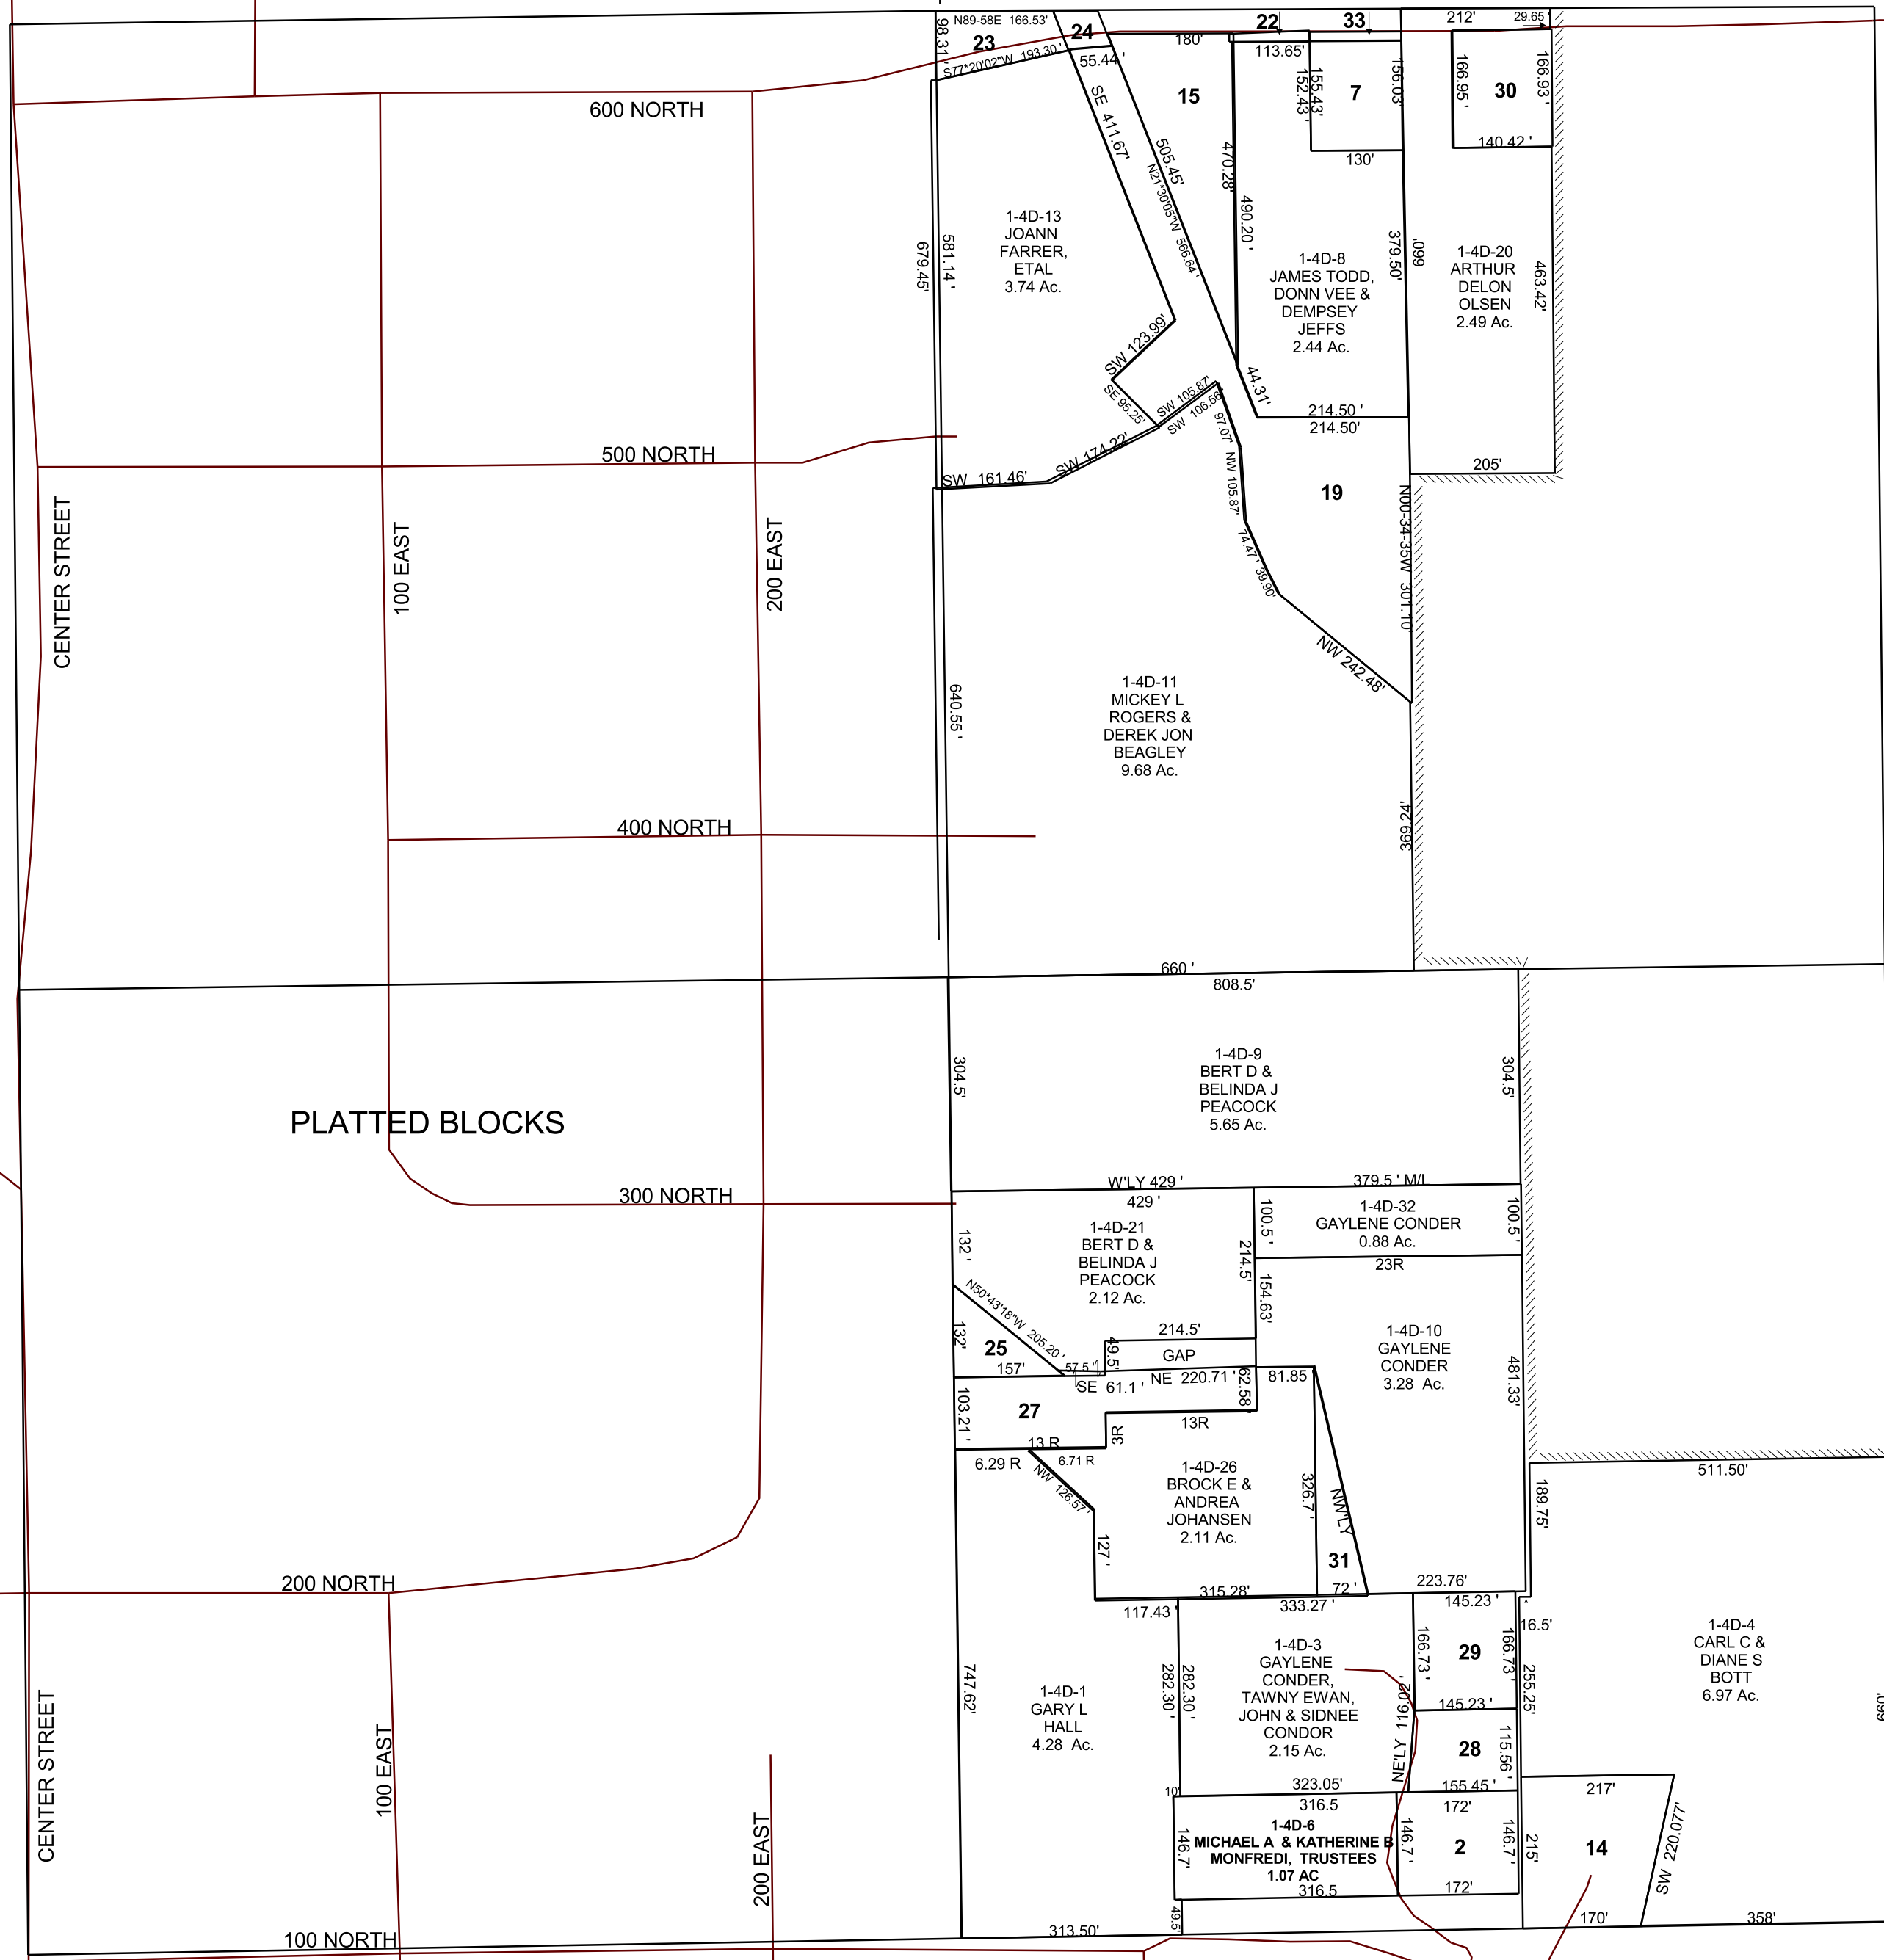 N89-58E 166.53'
98.31'
23
24
S77*20'02"W 193.30'
55.44 '
180'
22
33
113.65'
212'
29.65 '
15
152.43 '
155.43'
7
156.03'
130'
166.95 '
30
166.93 '
140.42 '
600 NORTH
SE 411.67'
505.45'
N21*30'05"W 566.64 '
470.28'
490.20 '
1-4D-13
JOANN
FARRER,
ETAL
3.74 Ac.
679.45'
581.14 '
1-4D-8
JAMES TODD,
DONN VEE &
DEMPSEY
JEFFS
2.44 Ac.
379.50'
660'
1-4D-20
ARTHUR
DELON
OLSEN
2.49 Ac.
463.42'
SW 123.99'
SE 95.25'
SW 105.87'
SW 106.56'
44.31'
214.50 '
214.50'
205'
500 NORTH
SW 161.46'
SW 174.22'
97.07'
NW 105.87'
74.47 '
39.90'
19
N00-34-35W 301.10'
NW 242.48'
CENTER STREET
100 EAST
200 EAST
1-4D-11
MICKEY L
ROGERS &
DEREK JON
BEAGLEY
9.68 Ac.
640.55 '
369.24'
400 NORTH
660 '
808.5'
304.5'
1-4D-9
BERT D &
BELINDA J
PEACOCK
5.65 Ac.
304.5'
PLATTED BLOCKS
W'LY 429 '
379.5 ' M/L
429 '
300 NORTH
132 '
1-4D-21
BERT D &
BELINDA J
PEACOCK
2.12 Ac.
214.5'
100.5 '
1-4D-32
GAYLENE CONDER
0.88 Ac.
100.5 '
23R
154.63'
N50*43'18"W 205.20 '
132'
25
157'
57.5 '
49.5'
214.5'
GAP
SE 61.1 '
NE 220.71 '
62.58
81.85
1-4D-10
GAYLENE
CONDER
3.28 Ac.
481.33'
103.21 '
27
13 R
3R
13R
6.29 R
6.71 R
NW 126.57 '
127 '
1-4D-26
BROCK E &
ANDREA
JOHANSEN
2.11 Ac.
326.7 '
NW'LY
31
72 '
511.50'
189.75'
200 NORTH
315.28'
223.76'
117.43 '
333.27 '
145.23 '
16.5'
747.62'
1-4D-1
GARY L
HALL
4.28 Ac.
282.30 '
282.30 '
1-4D-3
GAYLENE
CONDER,
TAWNY EWAN,
JOHN & SIDNEE
CONDOR
2.15 Ac.
166.73 '
29
166.73 '
145.23 '
NE'LY 116.02'
28
115.56 '
155.45 '
255.25'
1-4D-4
CARL C &
DIANE S
BOTT
6.97 Ac.
660'
CENTER STREET
100 EAST
200 EAST
10'
323.05'
316.5
172'
217'
146.7'
1-4D-6
MICHAEL A & KATHERINE B
MONFREDI, TRUSTEES
1.07 AC
316.5
146.7 '
2
146.7 '
172'
215'
14
SW 220.077'
49.5'
313.50'
170'
358'
100 NORTH